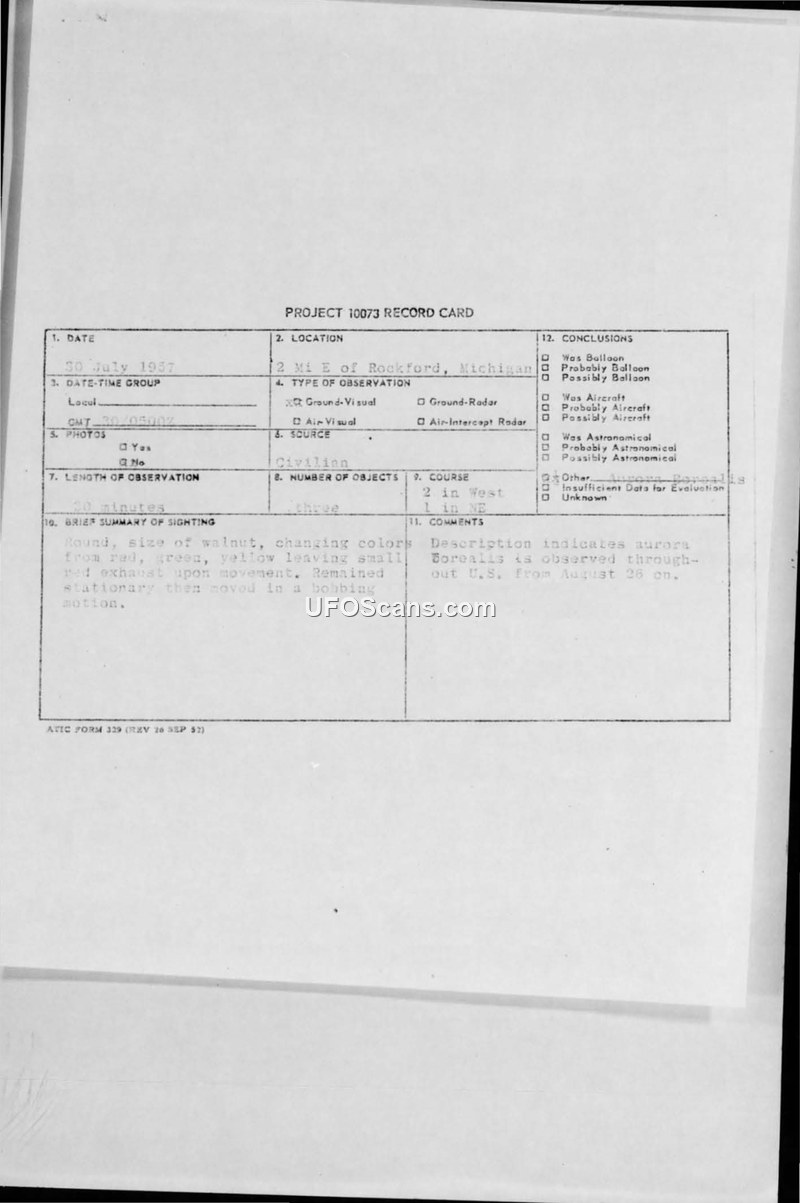 PROJECT 10073 RECORD CARD
1. DATE
30 July 1957
2. LOCATION
2 Mi E of Rockford, Michigan
12. CONCLUSIONS
Was Balloon
Probably Balloon
Possibly Balloon
Was Aircraft
Probably Aircraft
Possibly Aircraft
Was Astronomical
Probably Astronomical
Possibly Astronomical
Other Aurora Borealis
Insufficient Data for Evaluation
Unknown
3. DATE-TIME GROUP
Local
GMT 30/0500Z
4. TYPE OF OBSERVATION
Ground-Visual Ground-Radar
Air-Visual Air-Intercept Radar
5. PHOTOS
Yes
No
6. SOURCE
Civilian
7. LENGTH OF OBSERVATION
20 minutes
8. NUMBER OF OBJECTS
three
9. COURSE
2 in West
1 in NE
10. BRIEF SUMMARY OF SIGHTING
Round, size of walnut, changing colors
from red, green, yellow leaving small
red exhaust upon movement. Remained
stationary then moved in a bobbing
motion.
11. COMMENTS
Description indicates aurora
Borealis is observed through-
out U.S. from August 26 on.
UFOScans.com
ATIC FORM 329 (REV 26 SEP 52)